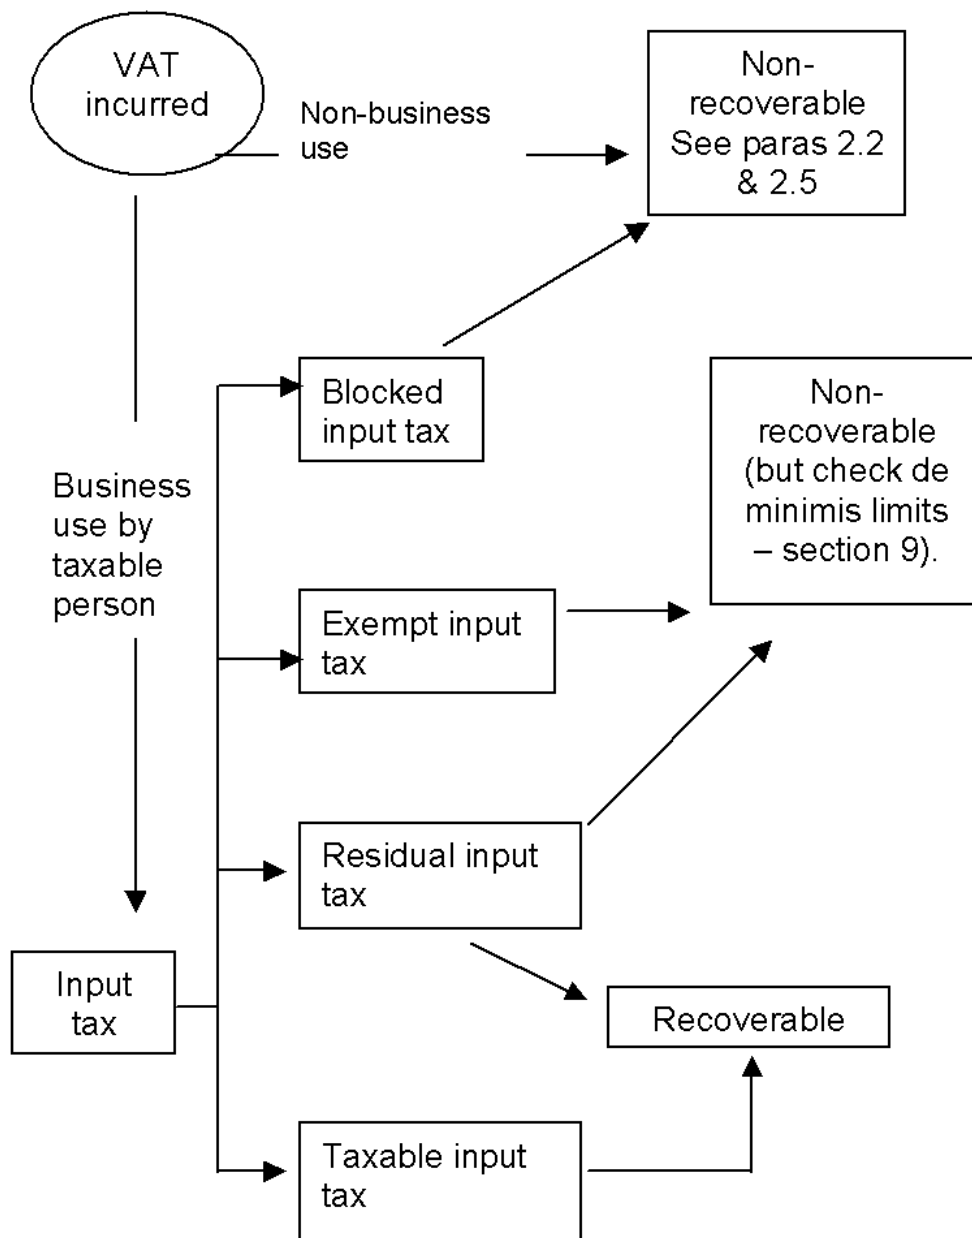 VAT
incurred
Non-business
use
Non-
recoverable
See paras 2.2
& 2.5
Blocked
input tax
Non-
recoverable
(but check de
minimis limits
– section 9).
Business
use by
taxable
person
Exempt input
tax
Residual input
tax
Input
tax
Recoverable
Taxable input
tax